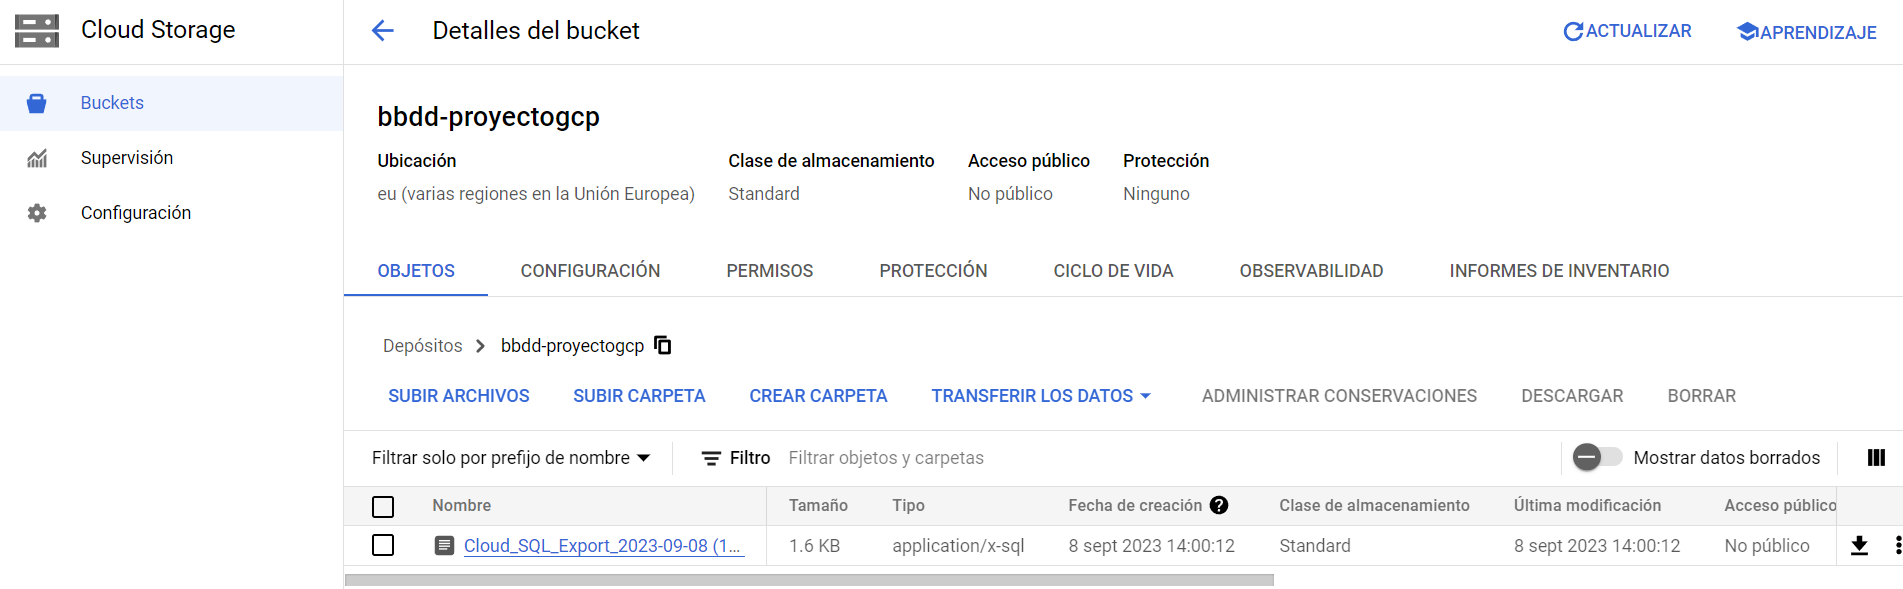 Cloud Storage
Detalles del bucket
ACTUALIZAR
APRENDIZAJE
Buckets
Supervisión
Configuración
bbdd-proyectogcp
Ubicación Clase de almacenamiento Acceso público Protección
eu (varias regiones en la Unión Europea) Standard No público Ninguno
OBJETOS CONFIGURACIÓN PERMISOS PROTECCIÓN CICLO DE VIDA OBSERVABILIDAD INFORMES DE INVENTARIO
Depósitos > bbdd-proyectogcp
SUBIR ARCHIVOS SUBIR CARPETA CREAR CARPETA TRANSFERIR LOS DATOS ADMINISTRAR CONSERVACIONES DESCARGAR BORRAR
Filtrar solo por prefijo de nombre Filtro Filtrar objetos y carpetas Mostrar datos borrados
Nombre Tamaño Tipo Fecha de creación Clase de almacenamiento Última modificación Acceso público
Cloud_SQL_Export_2023-09-08 (1... 1.6 KB application/x-sql 8 sept 2023 14:00:12 Standard 8 sept 2023 14:00:12 No público